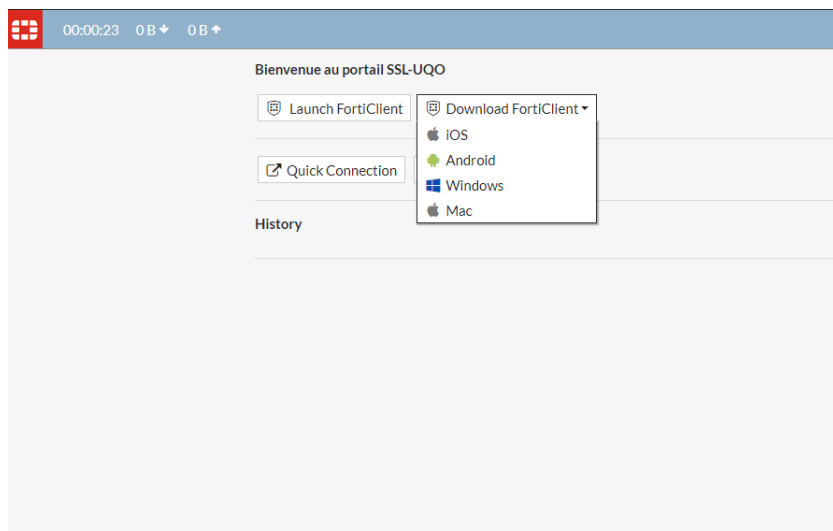 00:00:23 0 B 0 B
Bienvenue au portail SSL-UQO
Launch FortiClient Download FortiClient
iOS
Android
Quick Connection
Windows
Mac
History